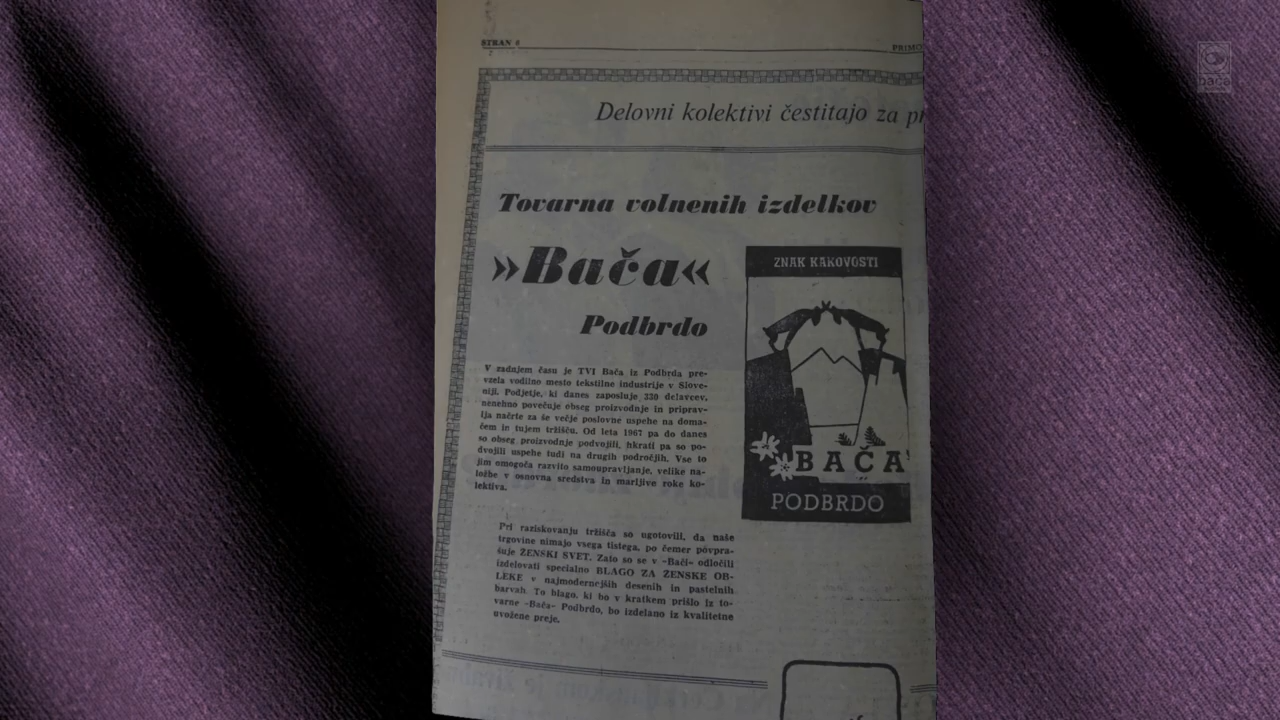 STRAN 6
PRIMO
Delovni kolektivi čestitajo za pr
Tovarna volnenih izdelkov
»Bača«
Podbrdo
V zadnjem času je TVI Bača iz Podbrda pre-
vzela vodilno mesto tekstilne industrije v Slove-
niji. Podjetje, ki danes zaposluje 330 delavcev,
nenehno povečuje obseg proizvodnje in priprav-
lja načrte za še večje poslovne uspehe na doma-
čem in tujem tržišču. Od leta 1967 pa do danes
so obseg proizvodnje podvojili, hkrati pa so po-
dvojili uspehe tudi na drugih področjih. Vse to
jim omogoča razvito samoupravljanje, velike na-
ložbe v osnovna sredstva in marljive roke ko-
lektiva.
Pri raziskovanju tržišča so ugotovili, da naše
trgovine nimajo vsega tistega, po čemer povpra-
šuje ŽENSKI SVET. Zato so se v »Bači« odločili
izdelovati specialno BLAGO ZA ŽENSKE OB-
LEKE v najmodernejših desenih in pastelnih
barvah. To blago, ki bo v kratkem prišlo iz to-
varne »Bača« Podbrdo, bo izdelano iz kvalitetne
uvožene preje.
ZNAK KAKOVOSTI
BAČA
PODBRDO
bača